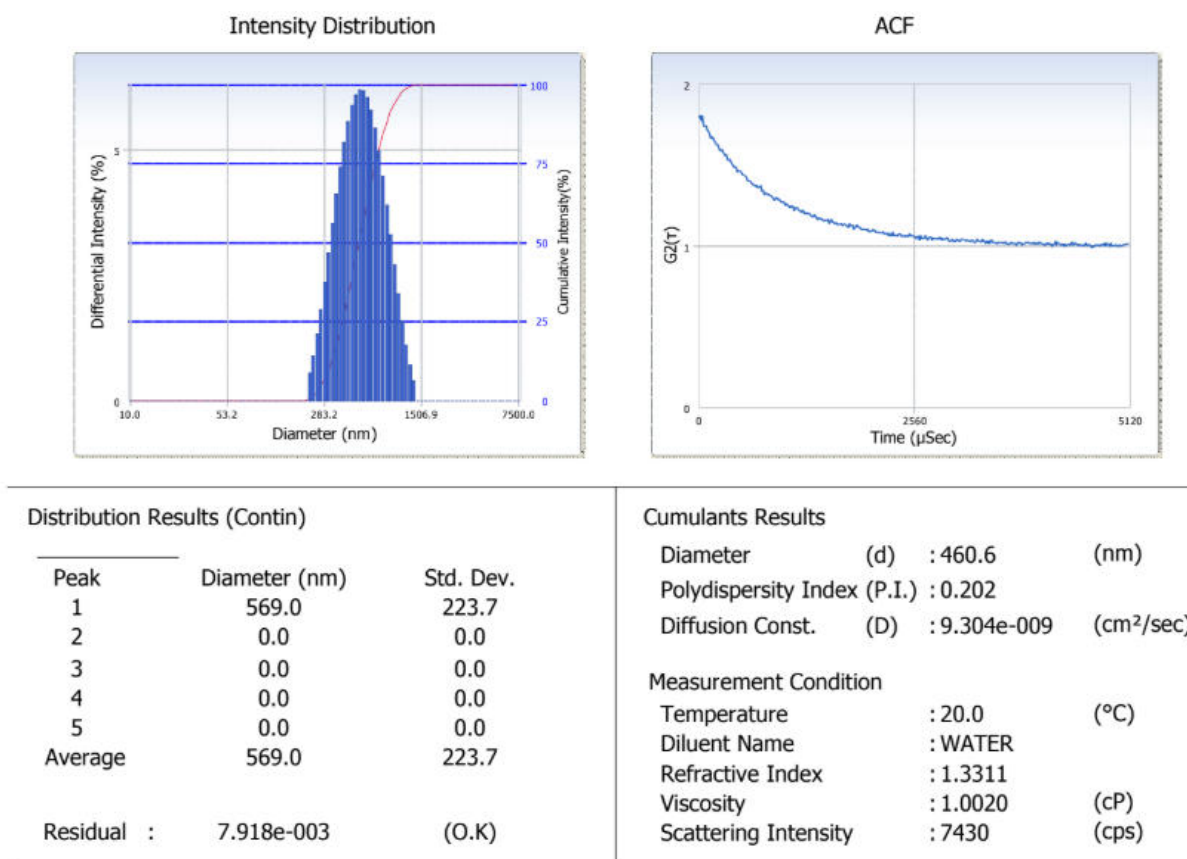 Intensity Distribution
Differential Intensity (%)
5
0
10.0 53.2 283.2 1506.9 7500.0
Diameter (nm)
100
75
50
25
0
Cumulative Intensity(%)
ACF
G2(τ)
2
1
0
0 2560 5120
Time (µSec)
Distribution Results (Contin)
Peak Diameter (nm) Std. Dev.
1 569.0 223.7
2 0.0 0.0
3 0.0 0.0
4 0.0 0.0
5 0.0 0.0
Average 569.0 223.7
Residual : 7.918e-003 (O.K)
Cumulants Results
Diameter (d) : 460.6 (nm)
Polydispersity Index (P.I.) : 0.202
Diffusion Const. (D) : 9.304e-009 (cm²/sec)
Measurement Condition
Temperature : 20.0 (°C)
Diluent Name : WATER
Refractive Index : 1.3311
Viscosity : 1.0020 (cP)
Scattering Intensity : 7430 (cps)